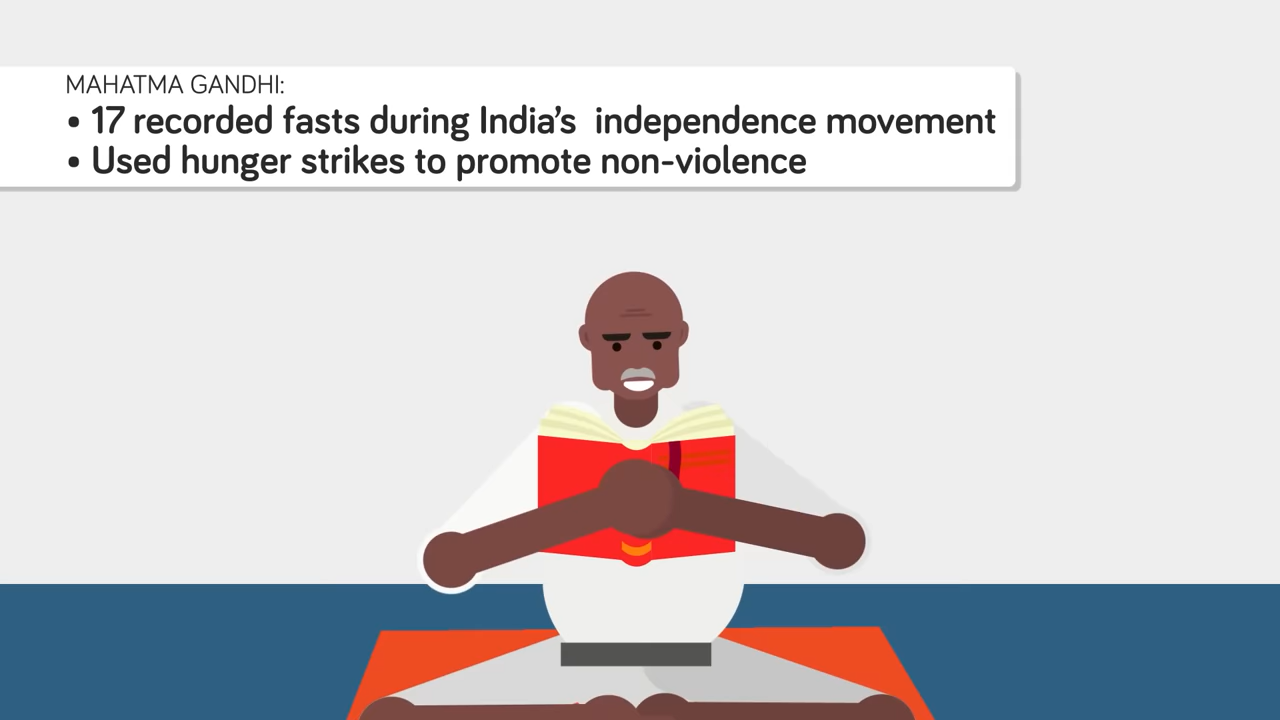 MAHATMA GANDHI:
• 17 recorded fasts during India's independence movement
• Used hunger strikes to promote non-violence